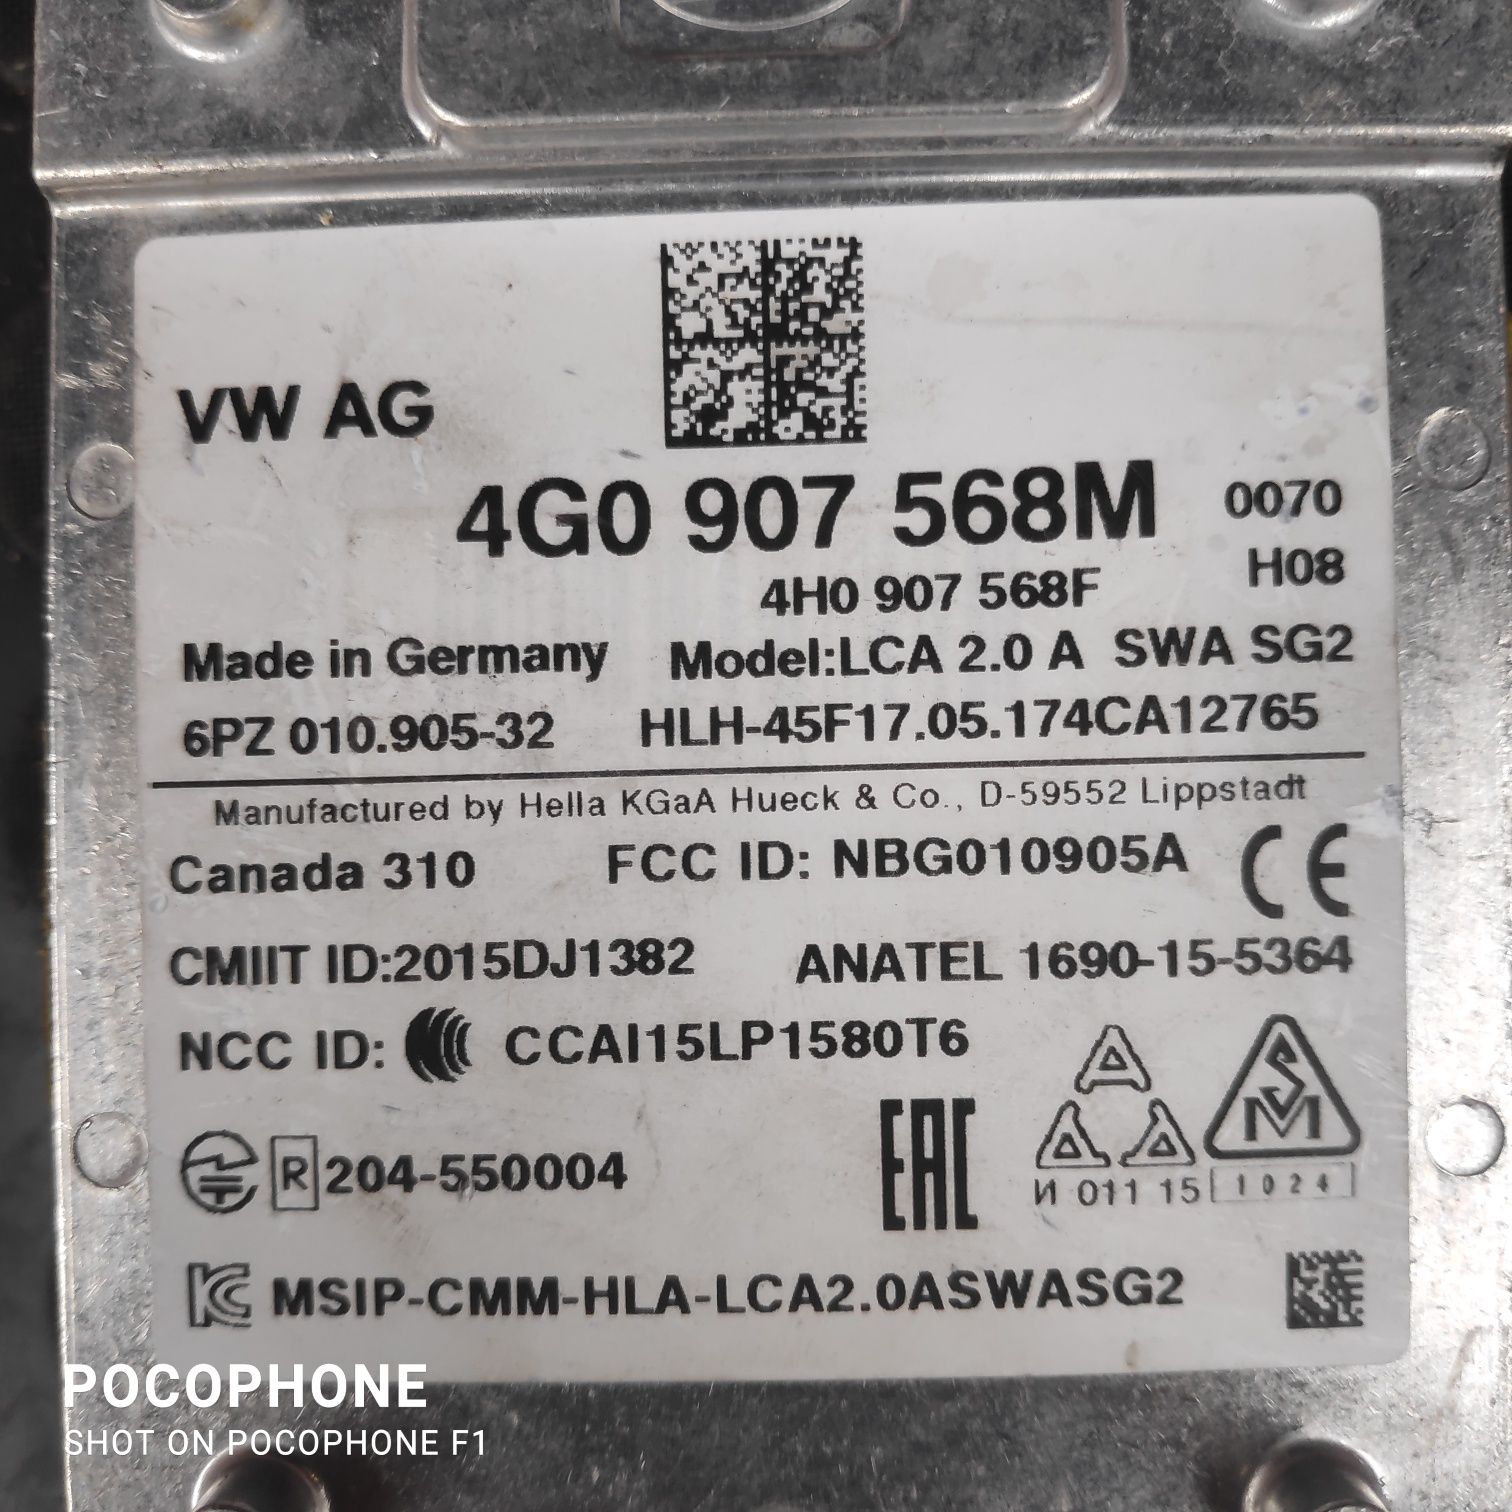 VW AG
4G0 907 568M 0070
4H0 907 568F H08
Made in Germany Model:LCA 2.0 A SWA SG2
6PZ 010.905-32 HLH-45F17.05.174CA12765
Manufactured by Hella KGaA Hueck & Co., D-59552 Lippstadt
Canada 310 FCC ID: NBG010905A CE
CMIIT ID:2015DJ1382 ANATEL 1690-15-5364
NCC ID: CCAI15LP1580T6
R 204-550004 EAC A A A SM
И 011 15 1024
KC MSIP-CMM-HLA-LCA2.0ASWASG2
POCOPHONE
SHOT ON POCOPHONE F1